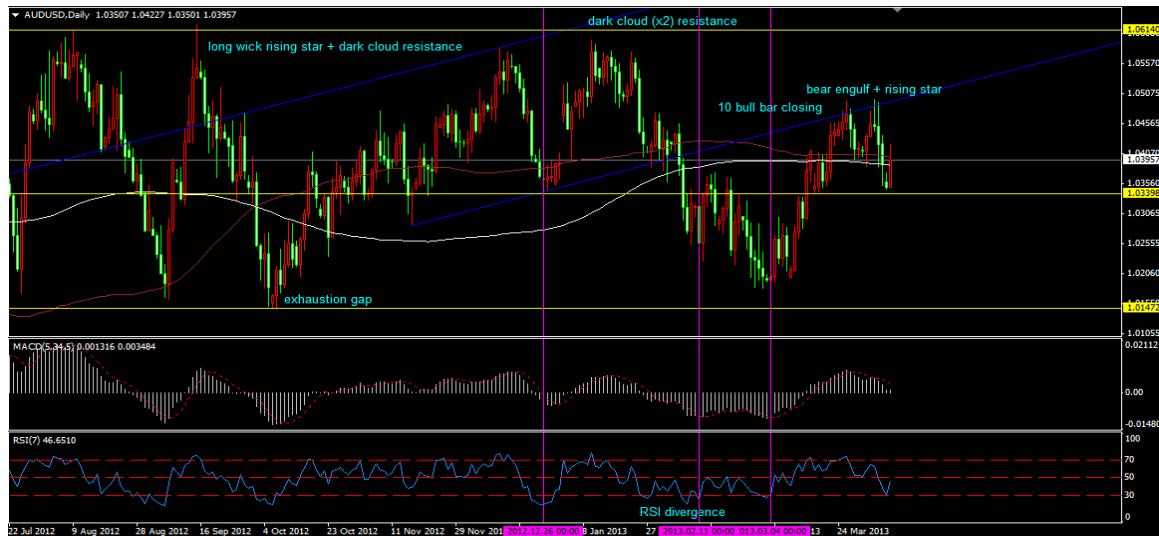 AUDUSD,Daily 1.03507 1.04227 1.03501 1.03957
dark cloud (x2) resistance
long wick rising star + dark cloud resistance
bear engulf + rising star
10 bull bar closing
exhaustion gap
1.06140
1.05570
1.05075
1.04565
1.03957
1.03560
1.03398
1.03065
1.02555
1.02060
1.01472
1.01055
MACD(5,34,5) 0.001316 0.003484
0.02112
0.00
-0.01480
RSI(7) 46.6510
100
70
50
30
0
RSI divergence
22 Jul 2012 9 Aug 2012 28 Aug 2012 16 Sep 2012 4 Oct 2012 23 Oct 2012 11 Nov 2012 29 Nov 201 2012.12.26 00:00 8 Jan 2013 27 2013.02.11 00:00 013.03.04 00:00 13 24 Mar 2013